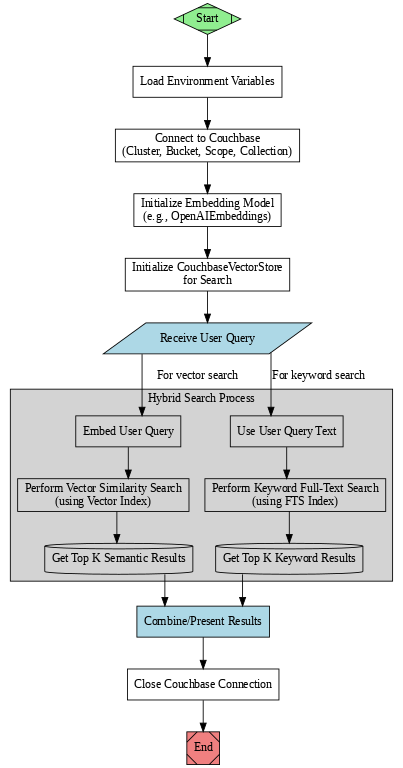 Start
Load Environment Variables
Connect to Couchbase
(Cluster, Bucket, Scope, Collection)
Initialize Embedding Model
(e.g., OpenAIEmbeddings)
Initialize CouchbaseVectorStore
for Search
Receive User Query
For vector search
For keyword search
Hybrid Search Process
Embed User Query
Use User Query Text
Perform Vector Similarity Search
(using Vector Index)
Perform Keyword Full-Text Search
(using FTS Index)
Get Top K Semantic Results
Get Top K Keyword Results
Combine/Present Results
Close Couchbase Connection
End